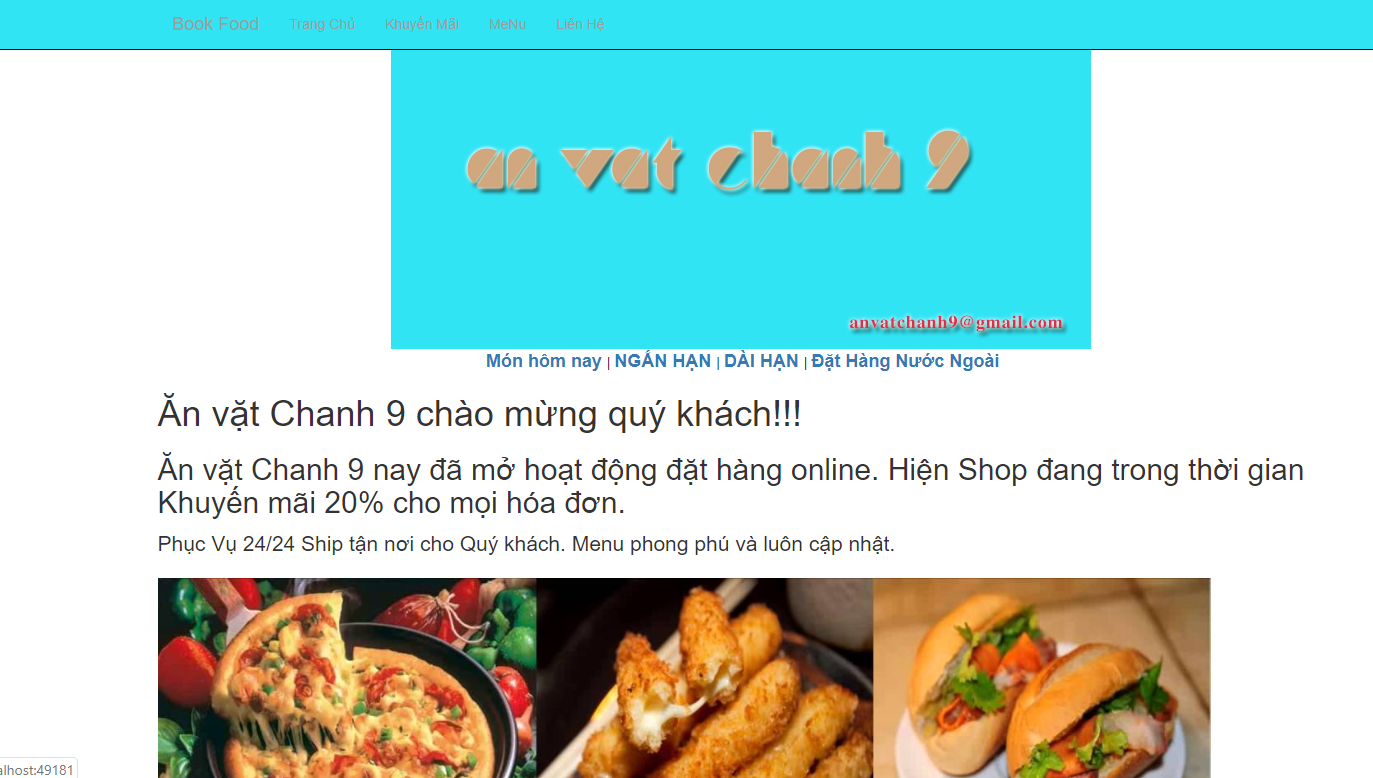 Book Food Trang Chủ Khuyến Mãi MeNu Liên Hệ
an vat chanh 9
anvatchanh9@gmail.com
Món hôm nay | NGẮN HẠN | DÀI HẠN | Đặt Hàng Nước Ngoài
Ăn vặt Chanh 9 chào mừng quý khách!!!
Ăn vặt Chanh 9 nay đã mở hoạt động đặt hàng online. Hiện Shop đang trong thời gian
Khuyến mãi 20% cho mọi hóa đơn.
Phục Vụ 24/24 Ship tận nơi cho Quý khách. Menu phong phú và luôn cập nhật.
alhost:49181